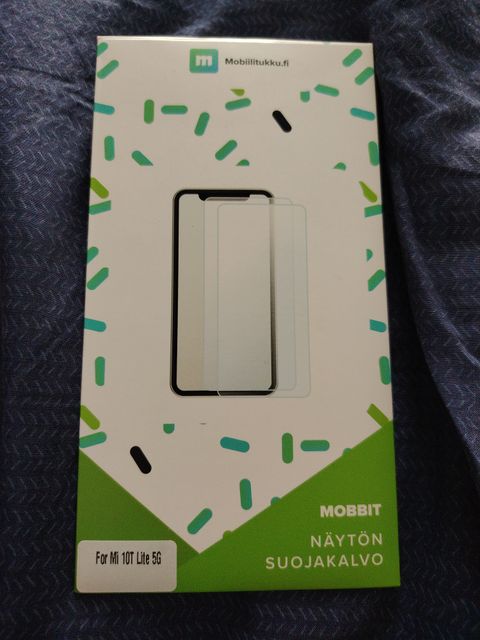 m
Mobiilitukku.fi
MOBBIT
NÄYTÖN
SUOJAKALVO
For Mi 10T Lite 5G